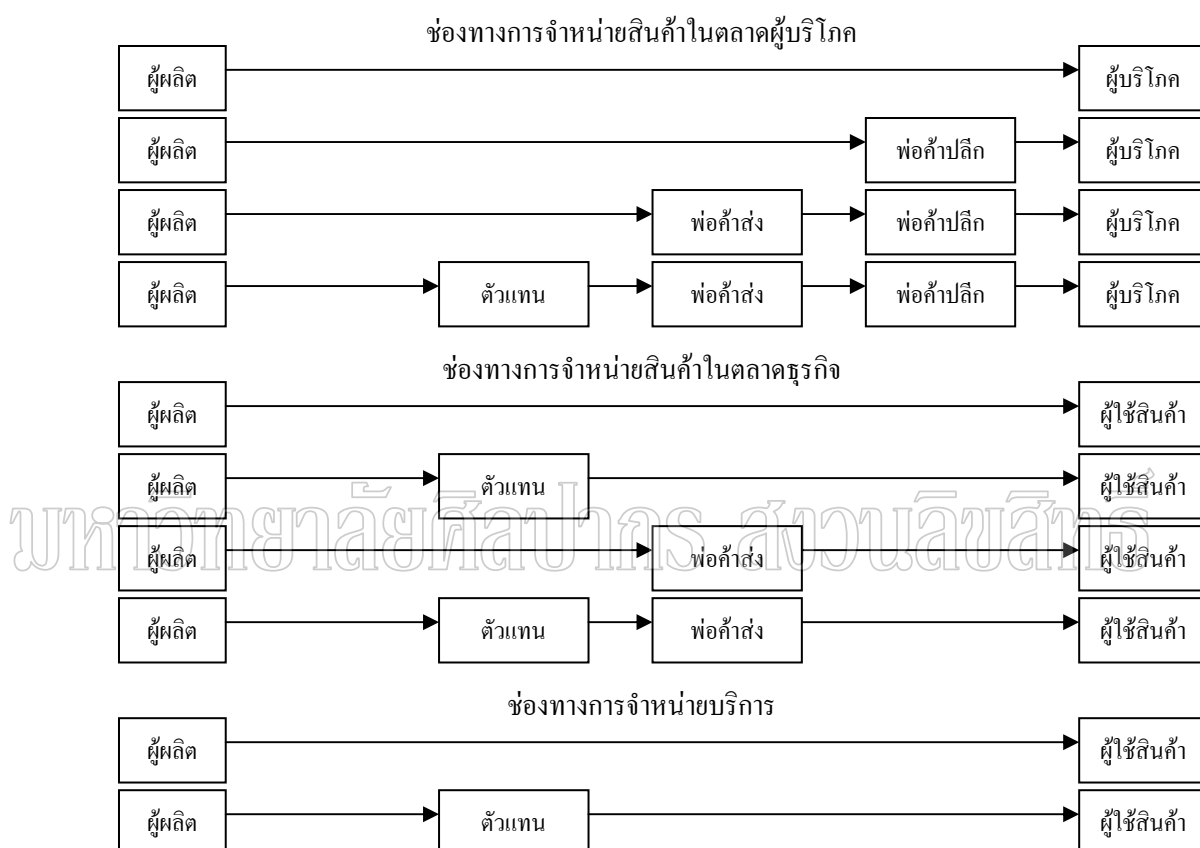 ช่องทางการจำหน่ายสินค้าในตลาดผู้บริโภค
ผู้ผลิต ผู้บริโภค
ผู้ผลิต พ่อค้าปลีก ผู้บริโภค
ผู้ผลิต พ่อค้าส่ง พ่อค้าปลีก ผู้บริโภค
ผู้ผลิต ตัวแทน พ่อค้าส่ง พ่อค้าปลีก ผู้บริโภค
ช่องทางการจำหน่ายสินค้าในตลาดธุรกิจ
ผู้ผลิต ผู้ใช้สินค้า
ผู้ผลิต ตัวแทน ผู้ใช้สินค้า
มหาวิทยาลัยศิลปากร สงวนลิขสิทธิ์
ผู้ผลิต พ่อค้าส่ง ผู้ใช้สินค้า
ผู้ผลิต ตัวแทน พ่อค้าส่ง ผู้ใช้สินค้า
ช่องทางการจำหน่ายบริการ
ผู้ผลิต ผู้ใช้สินค้า
ผู้ผลิต ตัวแทน ผู้ใช้สินค้า